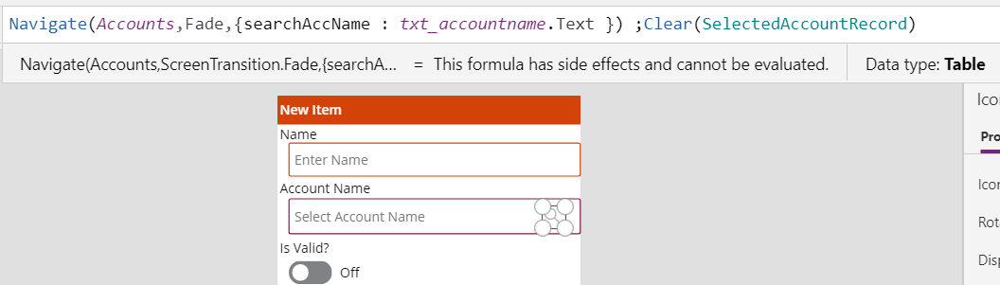 Navigate(Accounts,Fade,{searchAccName : txt_accountname.Text }) ;Clear(SelectedAccountRecord)
Navigate(Accounts,ScreenTransition.Fade,{searchA... = This formula has side effects and cannot be evaluated. Data type: Table
Ico
New Item
Pro
Name
Enter Name
Account Name
Ico
Select Account Name
Rot
Is Valid?
Off
Disp